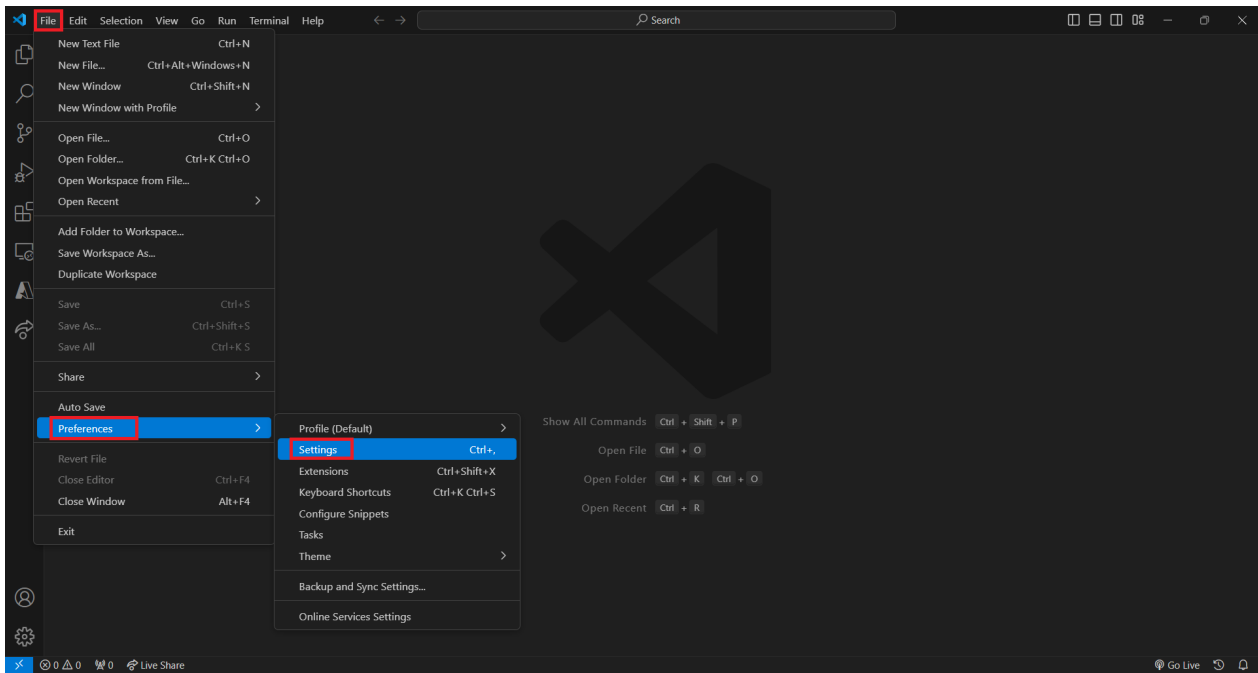 File Edit Selection View Go Run Terminal Help Search
New Text File Ctrl+N
New File... Ctrl+Alt+Windows+N
New Window Ctrl+Shift+N
New Window with Profile
Open File... Ctrl+O
Open Folder... Ctrl+K Ctrl+O
Open Workspace from File...
Open Recent
Add Folder to Workspace...
Save Workspace As...
Duplicate Workspace
Save Ctrl+S
Save As... Ctrl+Shift+S
Save All Ctrl+K S
Share
Auto Save
Preferences
Revert File
Close Editor Ctrl+F4
Close Window Alt+F4
Exit
Profile (Default)
Settings Ctrl+,
Extensions Ctrl+Shift+X
Keyboard Shortcuts Ctrl+K Ctrl+S
Configure Snippets
Tasks
Theme
Backup and Sync Settings...
Online Services Settings
Show All Commands Ctrl + Shift + P
Open File Ctrl + O
Open Folder Ctrl + K Ctrl + O
Open Recent Ctrl + R
0 0 0 Live Share Go Live